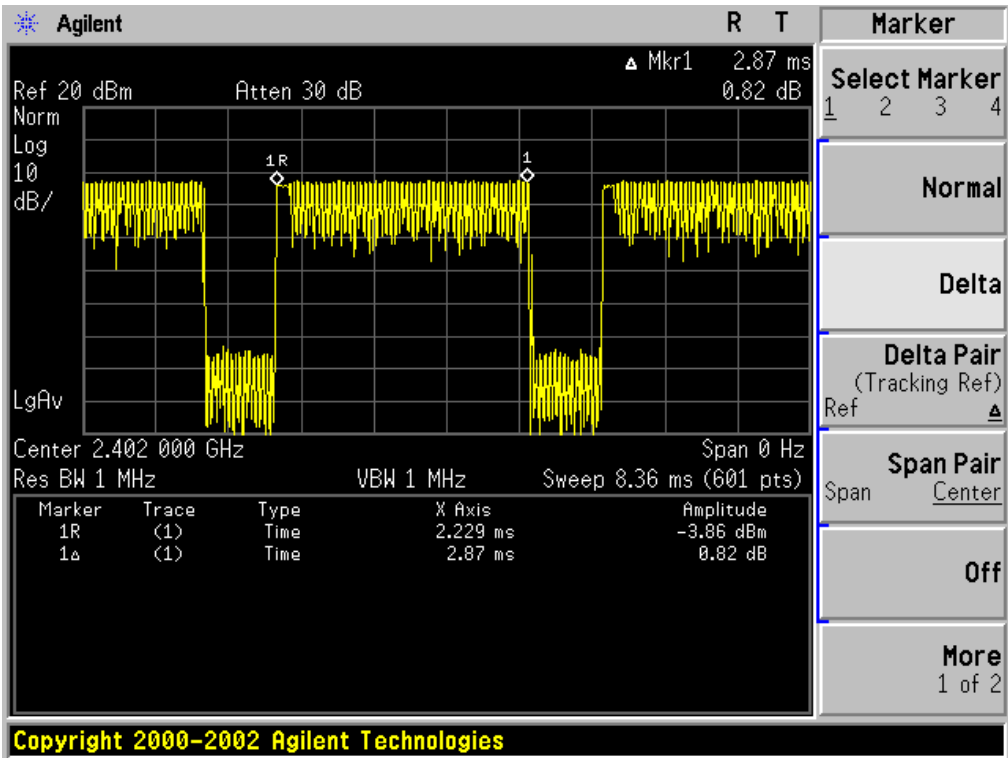 Agilent R T
Δ Mkr1 2.87 ms
Ref 20 dBm Atten 30 dB 0.82 dB
Norm
Log
10
dB/
1R
1
LgAv
Center 2.402 000 GHz Span 0 Hz
Res BW 1 MHz VBW 1 MHz Sweep 8.36 ms (601 pts)
Marker Trace Type X Axis Amplitude
1R (1) Time 2.229 ms -3.86 dBm
1Δ (1) Time 2.87 ms 0.82 dB
Marker
Select Marker
1 2 3 4
Normal
Delta
Delta Pair
(Tracking Ref)
Ref Δ
Span Pair
Span Center
Off
More
1 of 2
Copyright 2000-2002 Agilent Technologies